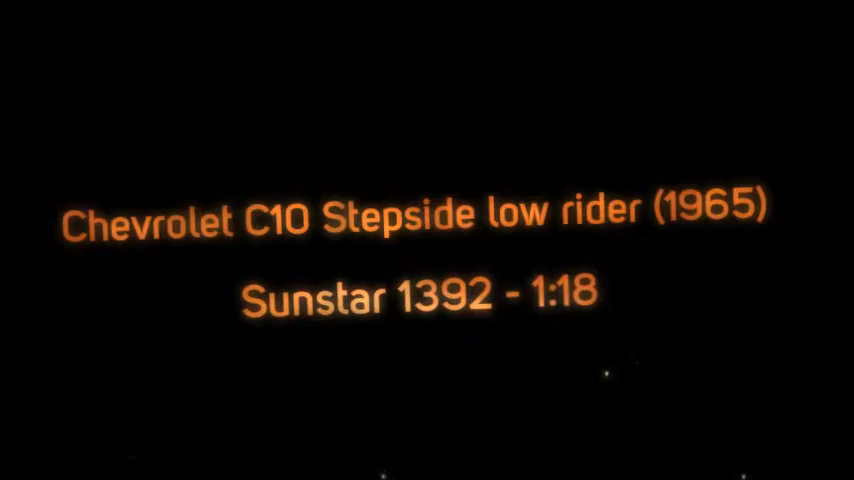 Chevrolet C10 Stepside low rider (1965)
Sunstar 1392 - 1:18